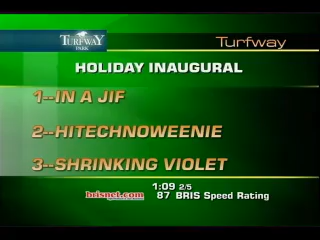 TURFWAY
PARK
Turfway
HOLIDAY INAUGURAL
1--IN A JIF
2--HITECHNOWEENIE
3--SHRINKING VIOLET
1:09 2/5
brisnet.com 87 BRIS Speed Rating